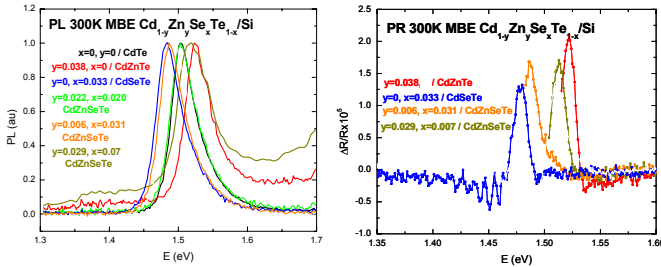 PL 300K MBE Cd1-yZnySexTe1-x/Si
x=0, y=0 / CdTe
y=0.038, x=0 / CdZnTe
y=0, x=0.033 / CdSeTe
y=0.022, x=0.020
CdZnSeTe
y=0.006, x=0.031
CdZnSeTe
y=0.029, x=0.07
CdZnSeTe
PL (au)
1.0
0.8
0.6
0.4
0.2
0.0
1.3 1.4 1.5 1.6 1.7
E (eV)
PR 300K MBE Cd1-yZnySexTe1-x/Si
y=0.038, / CdZnTe
y=0, x=0.033 / CdSeTe
y=0.006, x=0.031 / CdZnSeTe
y=0.029, x=0.007 / CdZnSeTe
ΔR/Rx10⁵
2.5
2.0
1.5
1.0
0.5
0.0
-0.5
-1.0
1.35 1.40 1.45 1.50 1.55 1.60
E (eV)